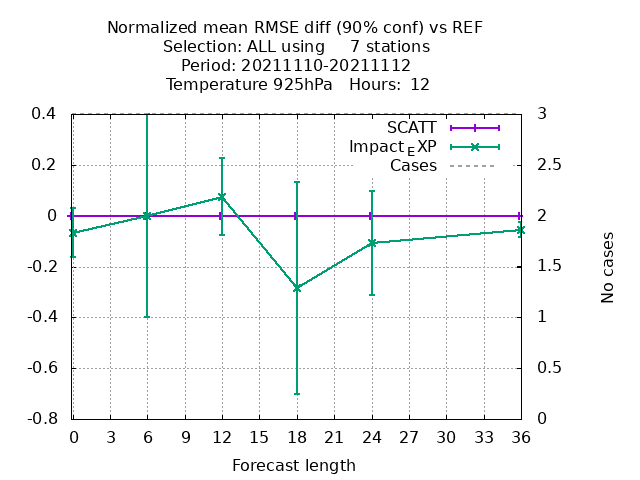 Normalized mean RMSE diff (90% conf) vs REF
Selection: ALL using     7 stations
Period: 20211110-20211112
Temperature 925hPa   Hours:  12
0.4
0.2
0
-0.2
-0.4
-0.6
-0.8
3
2.5
2
1.5
1
0.5
0
SCATT
Impact_EXP
Cases
No cases
0 3 6 9 12 15 18 21 24 27 30 33 36
Forecast length